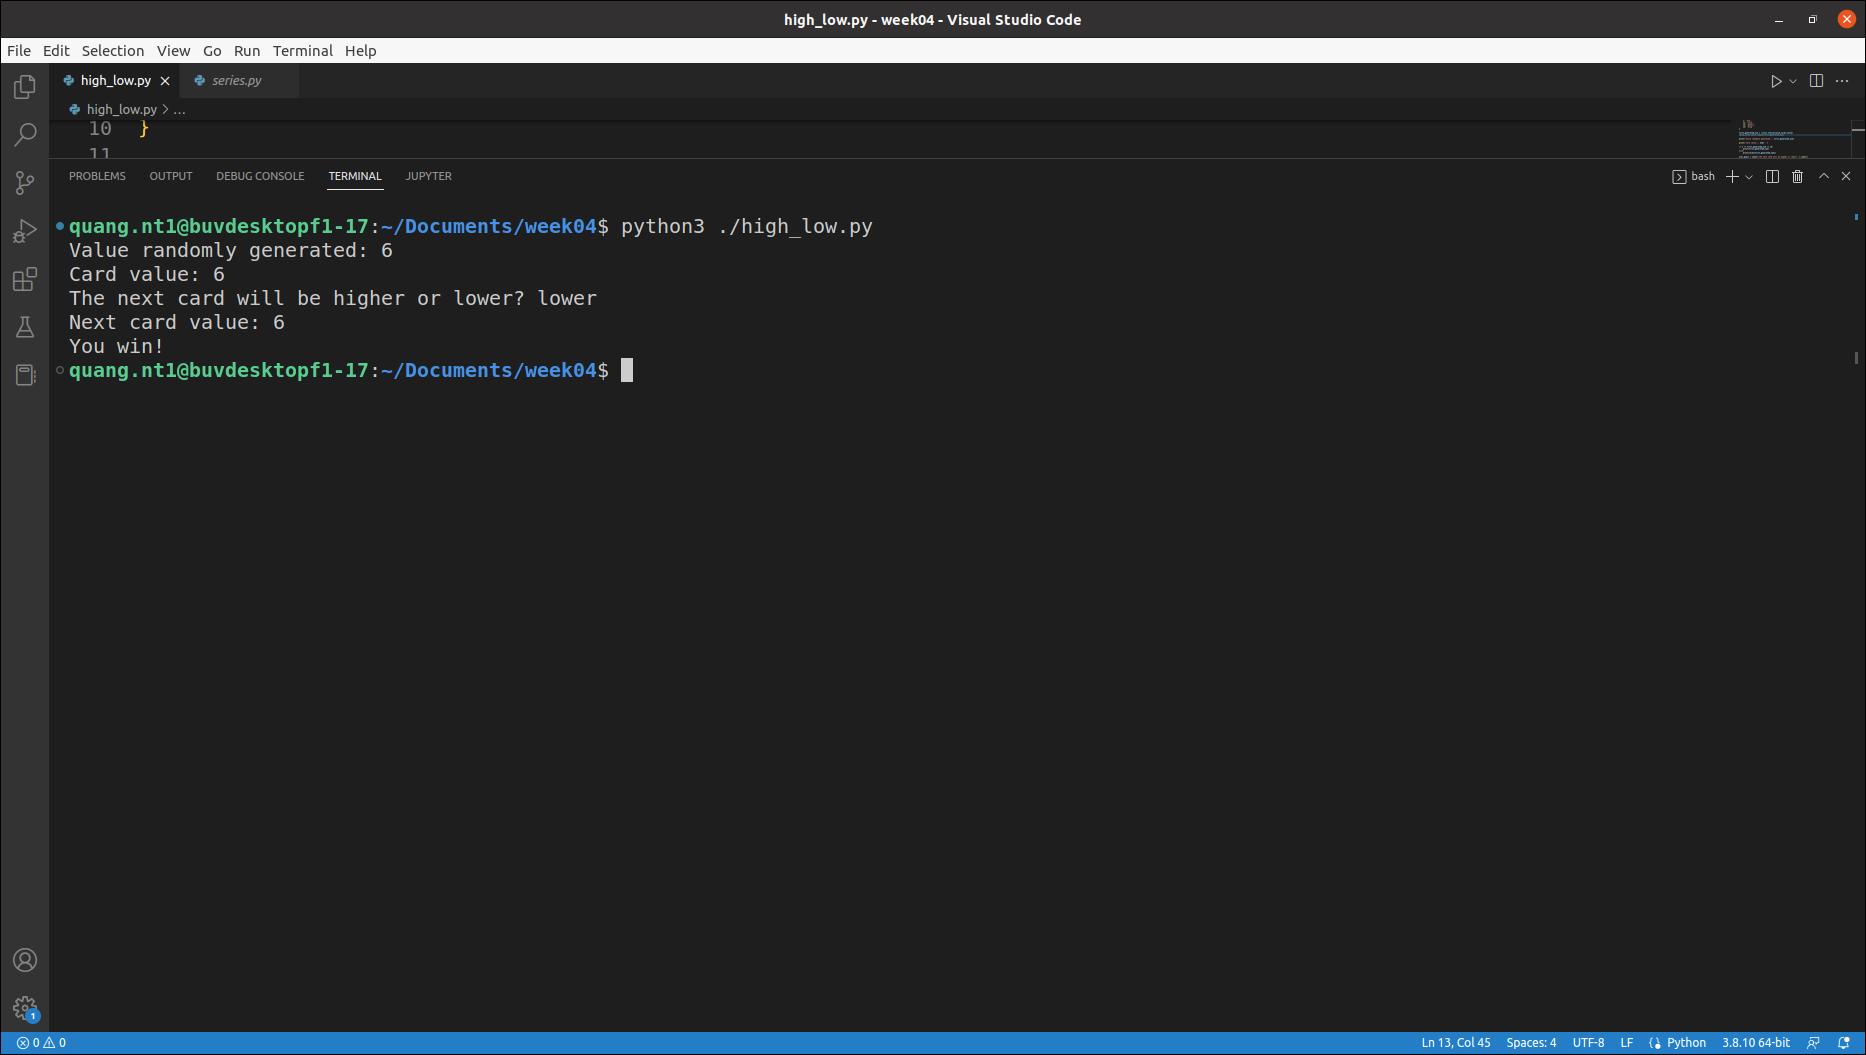 high_low.py - week04 - Visual Studio Code
File Edit Selection View Go Run Terminal Help
high_low.py series.py
high_low.py > ...
10 }
11
PROBLEMS OUTPUT DEBUG CONSOLE TERMINAL JUPYTER bash
quang.nt1@buvdesktopf1-17:~/Documents/week04$ python3 ./high_low.py
Value randomly generated: 6
Card value: 6
The next card will be higher or lower? lower
Next card value: 6
You win!
quang.nt1@buvdesktopf1-17:~/Documents/week04$
1
0 0 Ln 13, Col 45 Spaces: 4 UTF-8 LF Python 3.8.10 64-bit